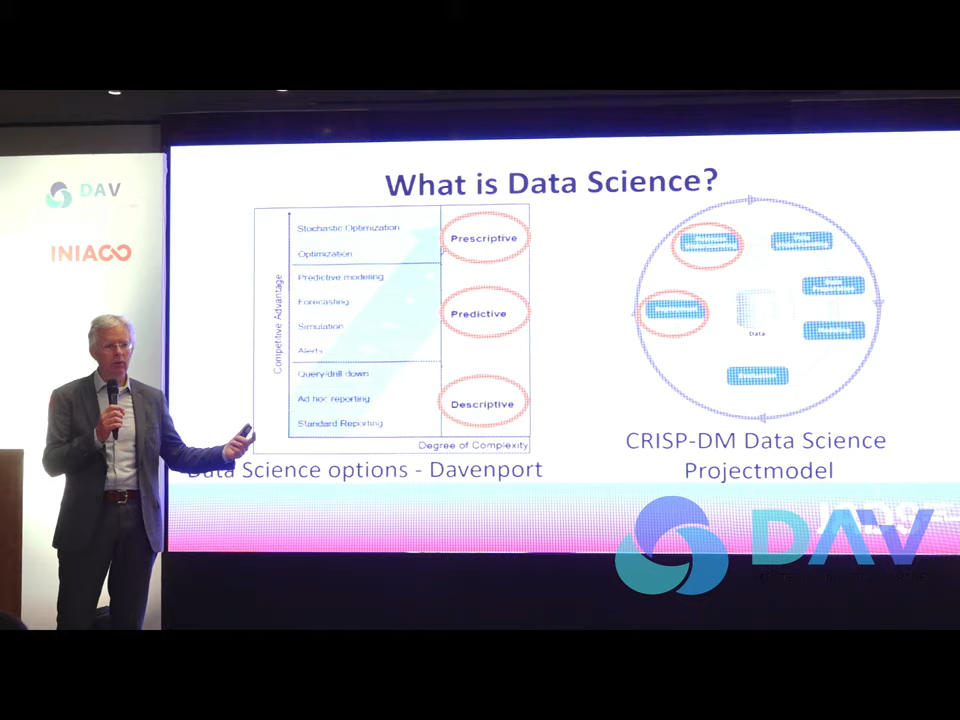 DAV
INIACO
What is Data Science?
Competitive Advantage
Stochastic Optimization
Optimization
Prescriptive
Predictive modeling
Forecasting
Simulation
Alerts
Predictive
Query/drill down
Ad hoc reporting
Standard Reporting
Descriptive
Degree of Complexity
Data Science options - Davenport
Data
CRISP-DM Data Science
Projectmodel
DAV